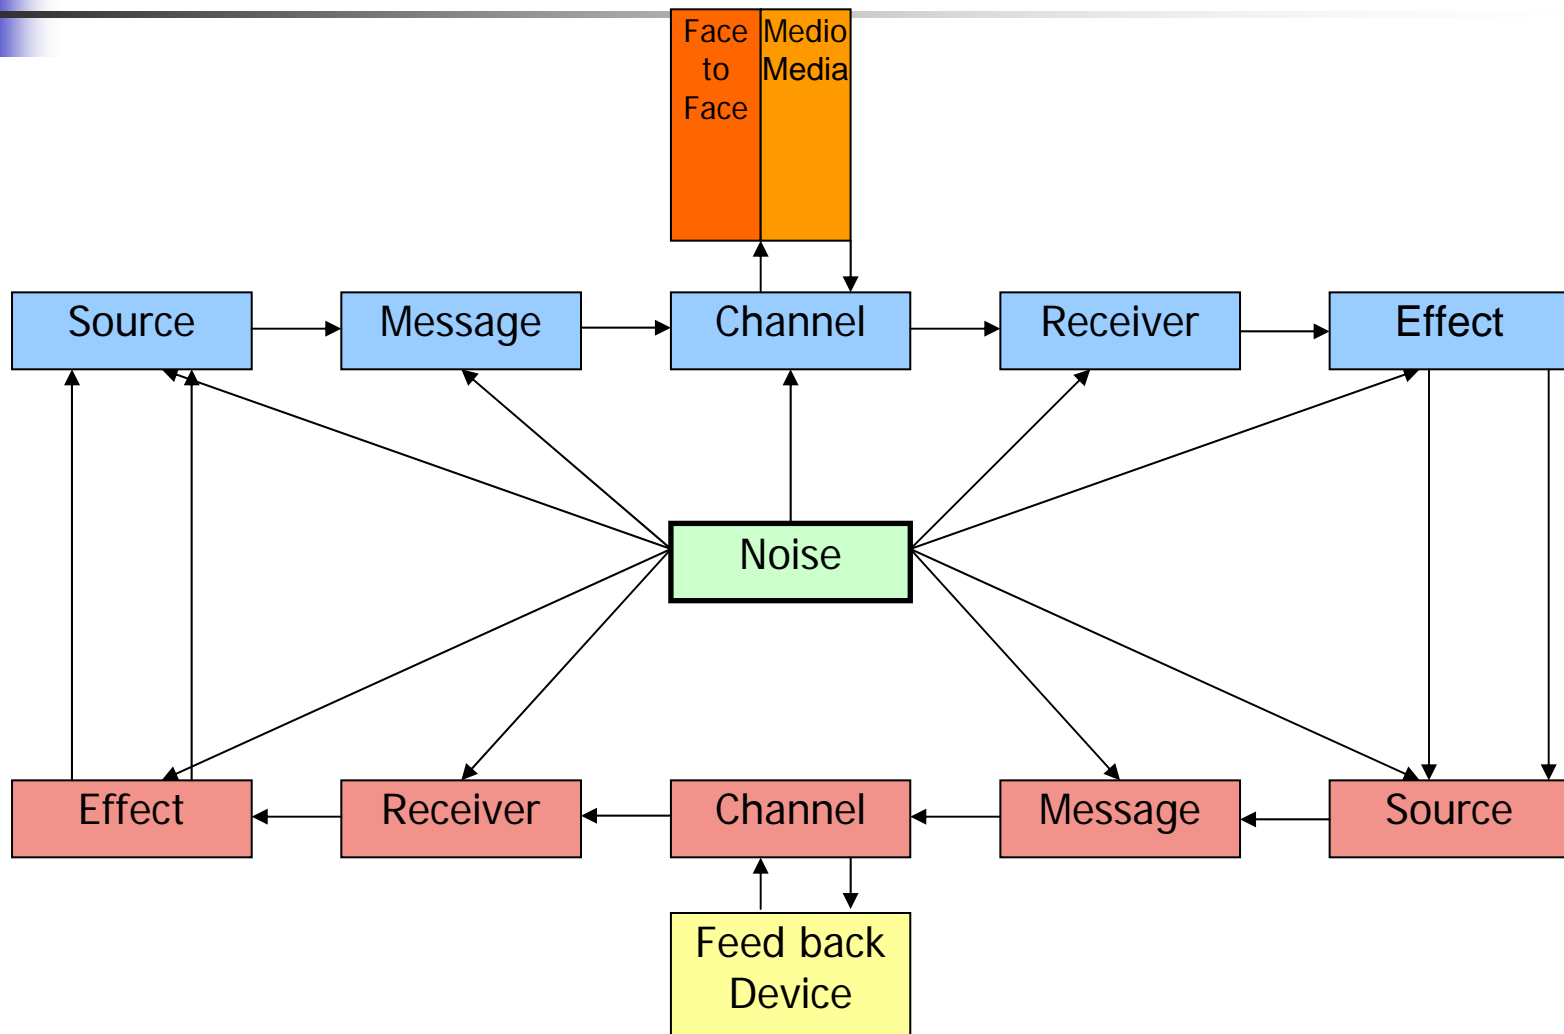 Face
to
Face
Medio
Media
Source
Message
Channel
Receiver
Effect
Noise
Effect
Receiver
Channel
Message
Source
Feed back
Device